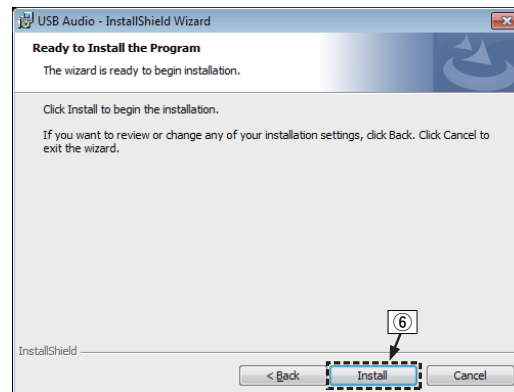 USB Audio - InstallShield Wizard
Ready to Install the Program
The wizard is ready to begin installation.
Click Install to begin the installation.
If you want to review or change any of your installation settings, click Back. Click Cancel to
exit the wizard.
⑥
InstallShield
< Back Install Cancel